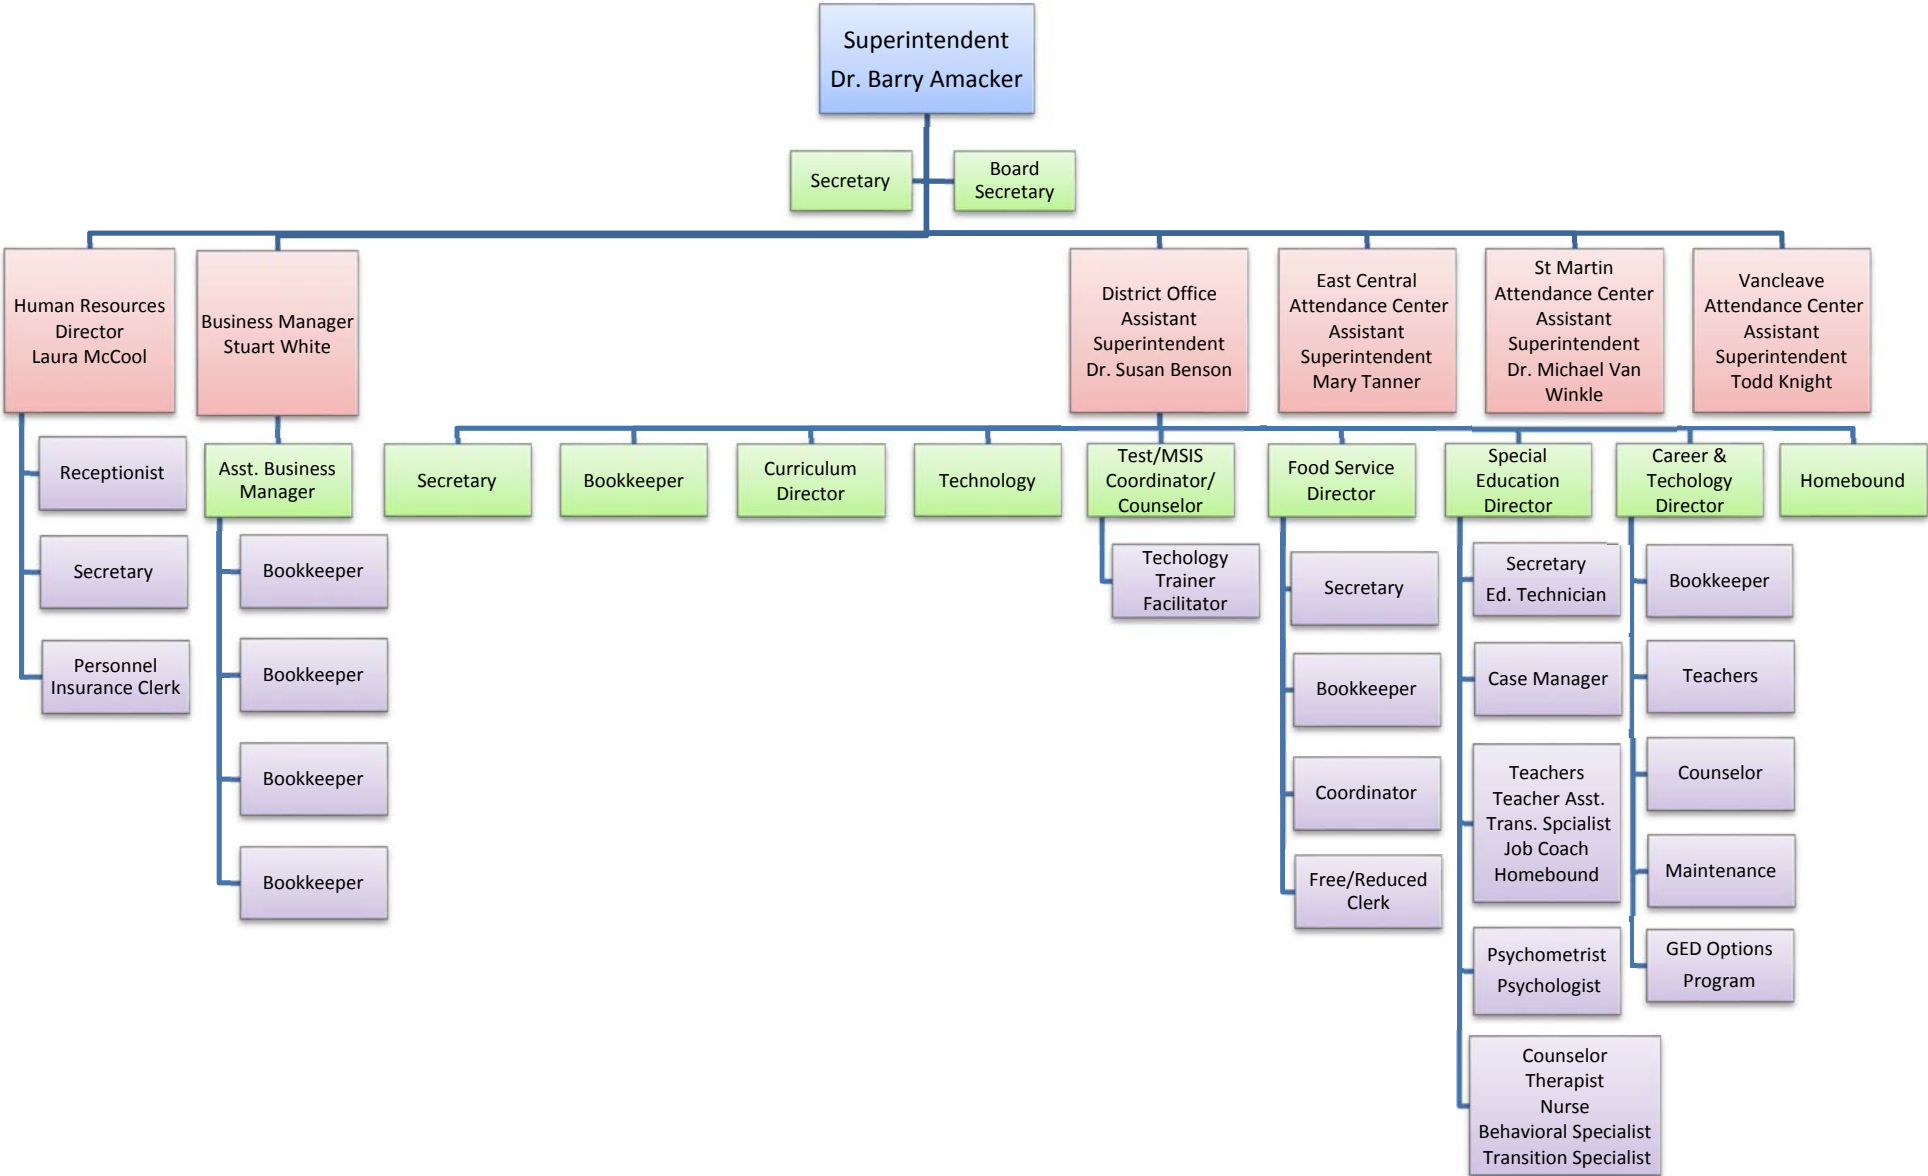 Superintendent
Dr. Barry Amacker
Secretary
Board
Secretary
Human Resources
Director
Laura McCool
Business Manager
Stuart White
District Office
Assistant
Superintendent
Dr. Susan Benson
East Central
Attendance Center
Assistant
Superintendent
Mary Tanner
St Martin
Attendance Center
Assistant
Superintendent
Dr. Michael Van
Winkle
Vancleave
Attendance Center
Assistant
Superintendent
Todd Knight
Receptionist
Secretary
Personnel
Insurance Clerk
Asst. Business
Manager
Bookkeeper
Bookkeeper
Bookkeeper
Bookkeeper
Secretary
Bookkeeper
Curriculum
Director
Technology
Test/MSIS
Coordinator/
Counselor
Techology
Trainer
Facilitator
Food Service
Director
Secretary
Bookkeeper
Coordinator
Free/Reduced
Clerk
Special
Education
Director
Secretary
Ed. Technician
Case Manager
Teachers
Teacher Asst.
Trans. Spcialist
Job Coach
Homebound
Psychometrist
Psychologist
Counselor
Therapist
Nurse
Behavioral Specialist
Transition Specialist
Career &
Techology
Director
Bookkeeper
Teachers
Counselor
Maintenance
GED Options
Program
Homebound